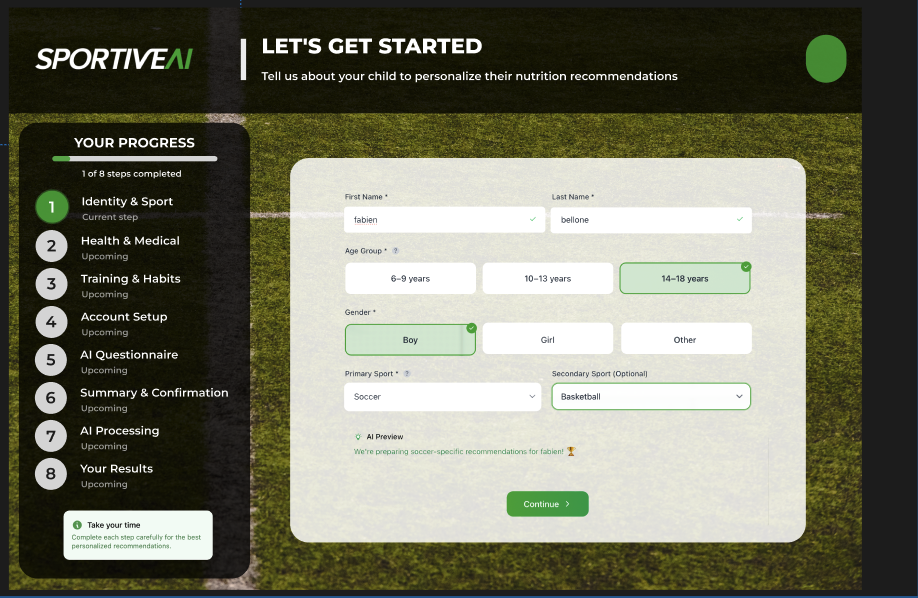 SPORTIVEAI
LET'S GET STARTED
Tell us about your child to personalize their nutrition recommendations
YOUR PROGRESS
1 of 8 steps completed
1 Identity & Sport
Current step
2 Health & Medical
Upcoming
3 Training & Habits
Upcoming
4 Account Setup
Upcoming
5 AI Questionnaire
Upcoming
6 Summary & Confirmation
Upcoming
7 AI Processing
Upcoming
8 Your Results
Upcoming
Take your time
Complete each step carefully for the best
personalized recommendations.
First Name * Last Name *
fabien bellone
Age Group * ?
6–9 years 10–13 years 14–18 years
Gender *
Boy Girl Other
Primary Sport * ? Secondary Sport (Optional)
Soccer Basketball
AI Preview
We're preparing soccer-specific recommendations for fabien! 🏆
Continue